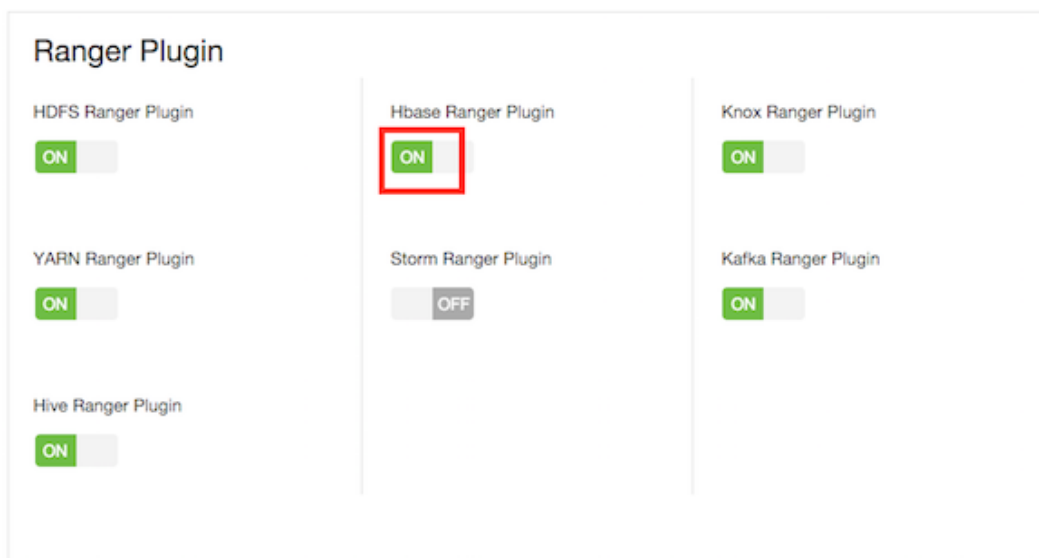 Ranger Plugin
HDFS Ranger Plugin
ON
Hbase Ranger Plugin
ON
Knox Ranger Plugin
ON
YARN Ranger Plugin
ON
Storm Ranger Plugin
OFF
Kafka Ranger Plugin
ON
Hive Ranger Plugin
ON